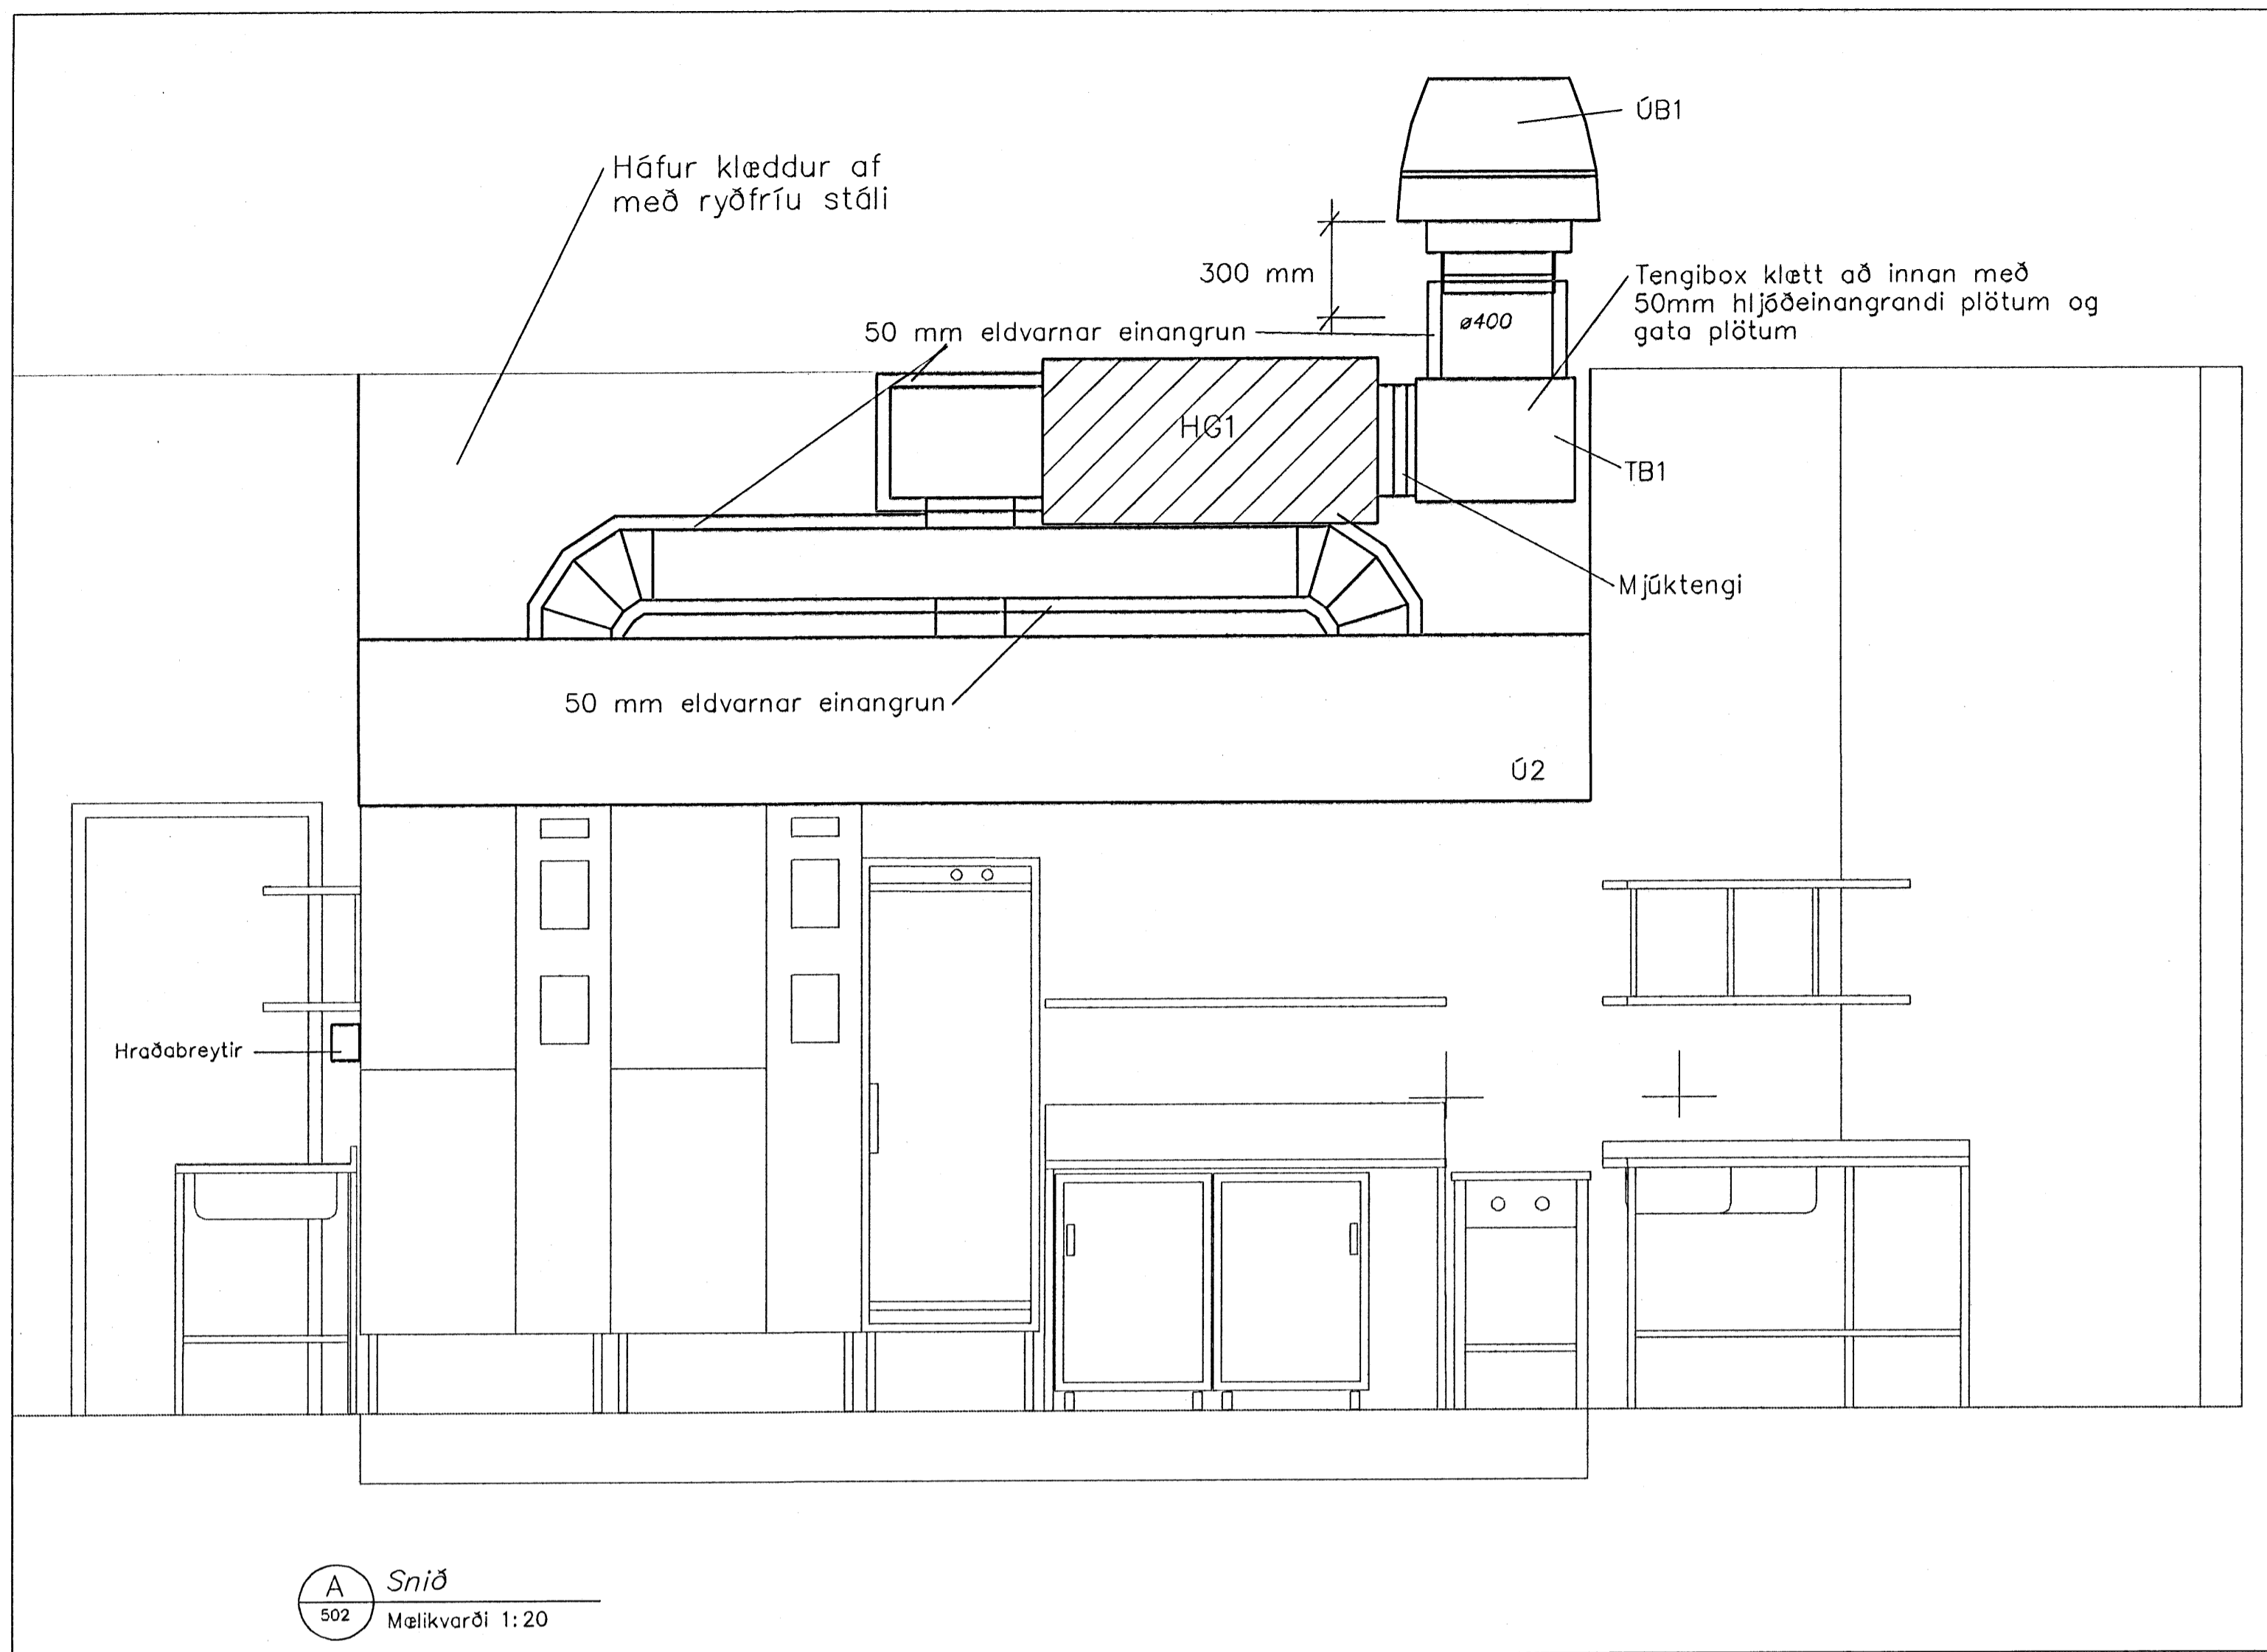 ÚB1
Háfur klæddur af
með ryðfríu stáli
300 mm
Tengibox klætt að innan með
50mm hljóðeinangrandi plötum og
gata plötum
ø400
50 mm eldvarnar einangrun
HG1
TB1
Mjúktengi
50 mm eldvarnar einangrun
Ú2
Hraðabreytir
A
502
Snið
Mælikvarði 1:20